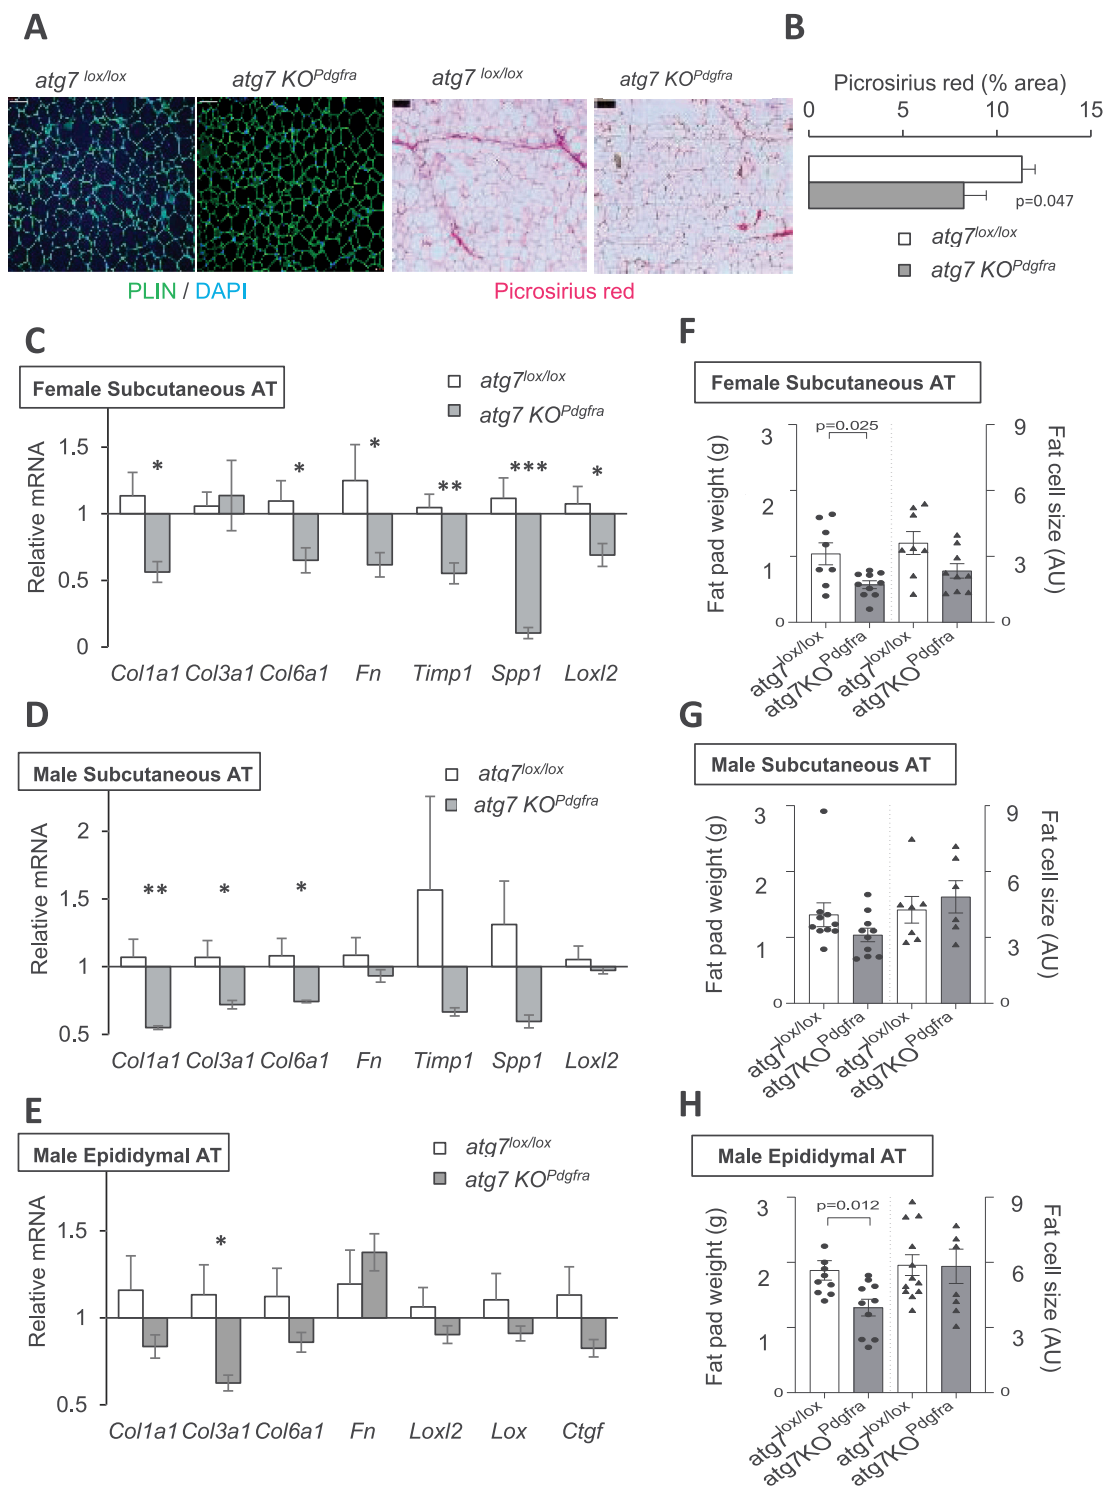 A
atg7 lox/lox
atg7 KO Pdgfra
atg7 lox/lox
atg7 KO Pdgfra
PLIN / DAPI
Picrosirius red
B
Picrosirius red (% area)
0 5 10 15
p=0.047
atg7lox/lox
atg7 KOPdgfra
C
Female Subcutaneous AT
atg7lox/lox
atg7 KOPdgfra
Relative mRNA
1.5
1
0.5
0
* * * ** *** *
Col1a1 Col3a1 Col6a1 Fn Timp1 Spp1 Loxl2
D
Male Subcutaneous AT
atg7lox/lox
atg7 KOPdgfra
Relative mRNA
2
1.5
1
0.5
** * *
Col1a1 Col3a1 Col6a1 Fn Timp1 Spp1 Loxl2
E
Male Epididymal AT
atg7lox/lox
atg7 KOPdgfra
Relative mRNA
1.5
1
0.5
*
Col1a1 Col3a1 Col6a1 Fn Loxl2 Lox Ctgf
F
Female Subcutaneous AT
p=0.025
Fat pad weight (g)
3
2
1
0
9
6
3
0
Fat cell size (AU)
atg7lox/lox
atg7KOPdgfra
atg7lox/lox
atg7KOPdgfra
G
Male Subcutaneous AT
Fat pad weight (g)
3
2
1
0
9
6
3
0
Fat cell size (AU)
atg7lox/lox
atg7KOPdgfra
atg7lox/lox
atg7KOPdgfra
H
Male Epididymal AT
p=0.012
Fat pad weight (g)
3
2
1
0
9
6
3
0
Fat cell size (AU)
atg7lox/lox
atg7KOPdgfra
atg7lox/lox
atg7KOPdgfra